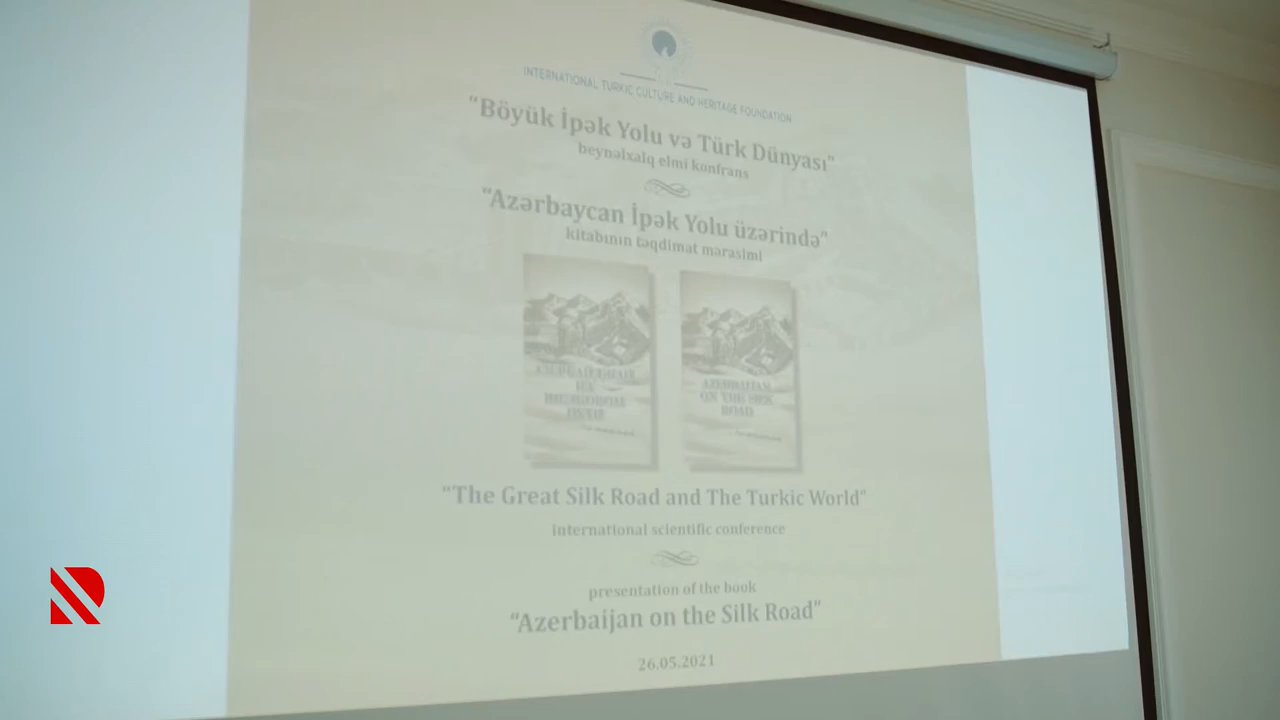 INTERNATIONAL TURKIC CULTURE AND HERITAGE FOUNDATION
"Böyük İpək Yolu və Türk Dünyası"
beynəlxalq elmi konfrans
"Azərbaycan İpək Yolu üzərində"
kitabının təqdimat mərasimi
AZERBAIJAN
ON THE SILK
ROAD
"The Great Silk Road and The Turkic World"
international scientific conference
presentation of the book
"Azerbaijan on the Silk Road"
26.05.2021